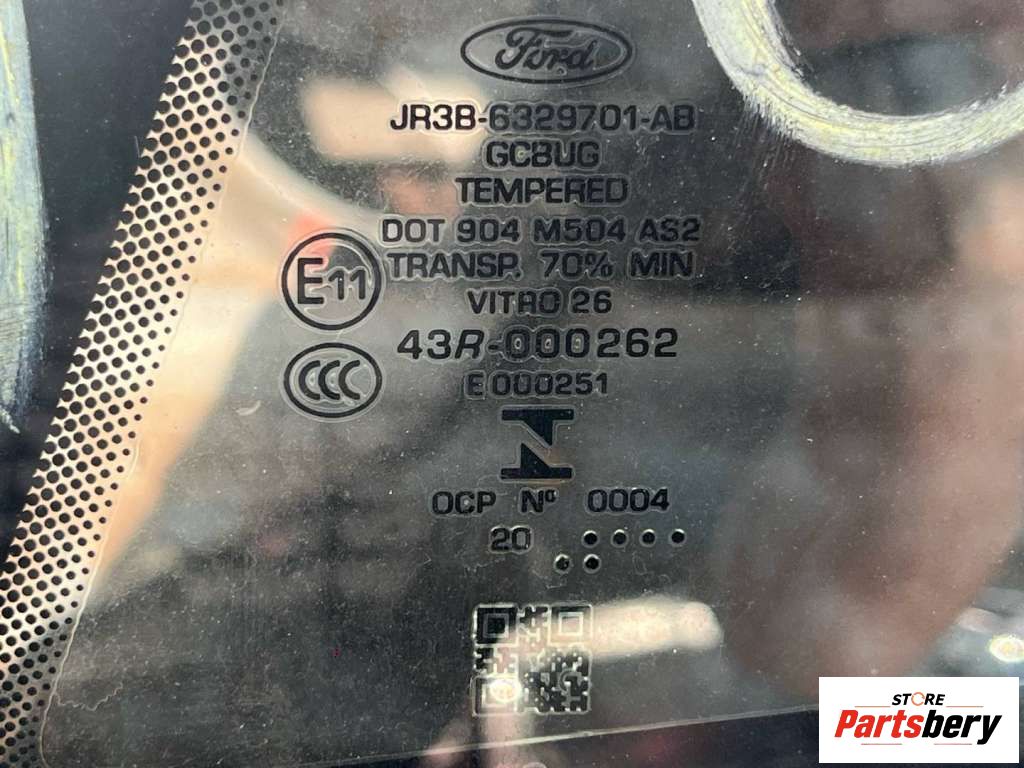 Ford
JR3B-6329701-AB
GCBUG
TEMPERED
DOT 904 M504 AS2
TRANSP. 70% MIN
E11
VITRO 26
43R-000262
CCC
E000251
OCP Nº 0004
20
STORE
Partsbery